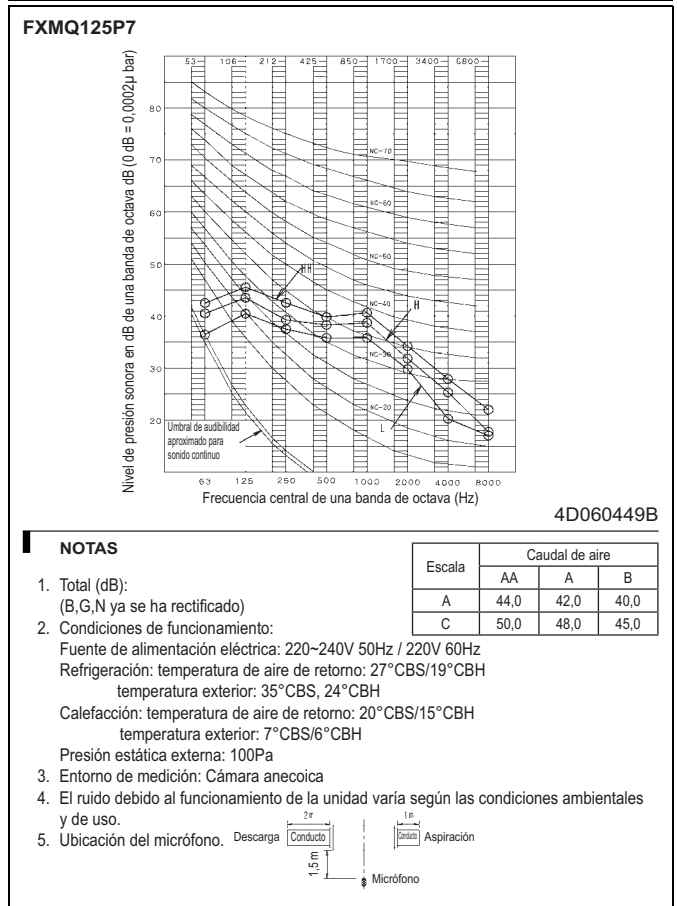 FXMQ125P7
Nivel de presión sonora en dB de una banda de octava dB (0 dB = 0,0002μ bar)
53 106 212 425 850 1700 3400 6800
80
70
60
50
40
30
20
NC-70
NC-60
NC-50
NC-40
NC-30
NC-20
HH
H
L
Umbral de audibilidad
aproximado para
sonido continuo
63 125 250 500 1000 2000 4000 8000
Frecuencia central de una banda de octava (Hz)
4D060449B
NOTAS
Escala Caudal de aire
AA A B
A 44,0 42,0 40,0
C 50,0 48,0 45,0
1. Total (dB):
(B,G,N ya se ha rectificado)
2. Condiciones de funcionamiento:
Fuente de alimentación eléctrica: 220~240V 50Hz / 220V 60Hz
Refrigeración: temperatura de aire de retorno: 27°CBS/19°CBH
temperatura exterior: 35°CBS, 24°CBH
Calefacción: temperatura de aire de retorno: 20°CBS/15°CBH
temperatura exterior: 7°CBS/6°CBH
Presión estática externa: 100Pa
3. Entorno de medición: Cámara anecoica
4. El ruido debido al funcionamiento de la unidad varía según las condiciones ambientales
y de uso.
5. Ubicación del micrófono.
2 m 1 m
Descarga Conducto Conducto Aspiración
1,5 m
Micrófono